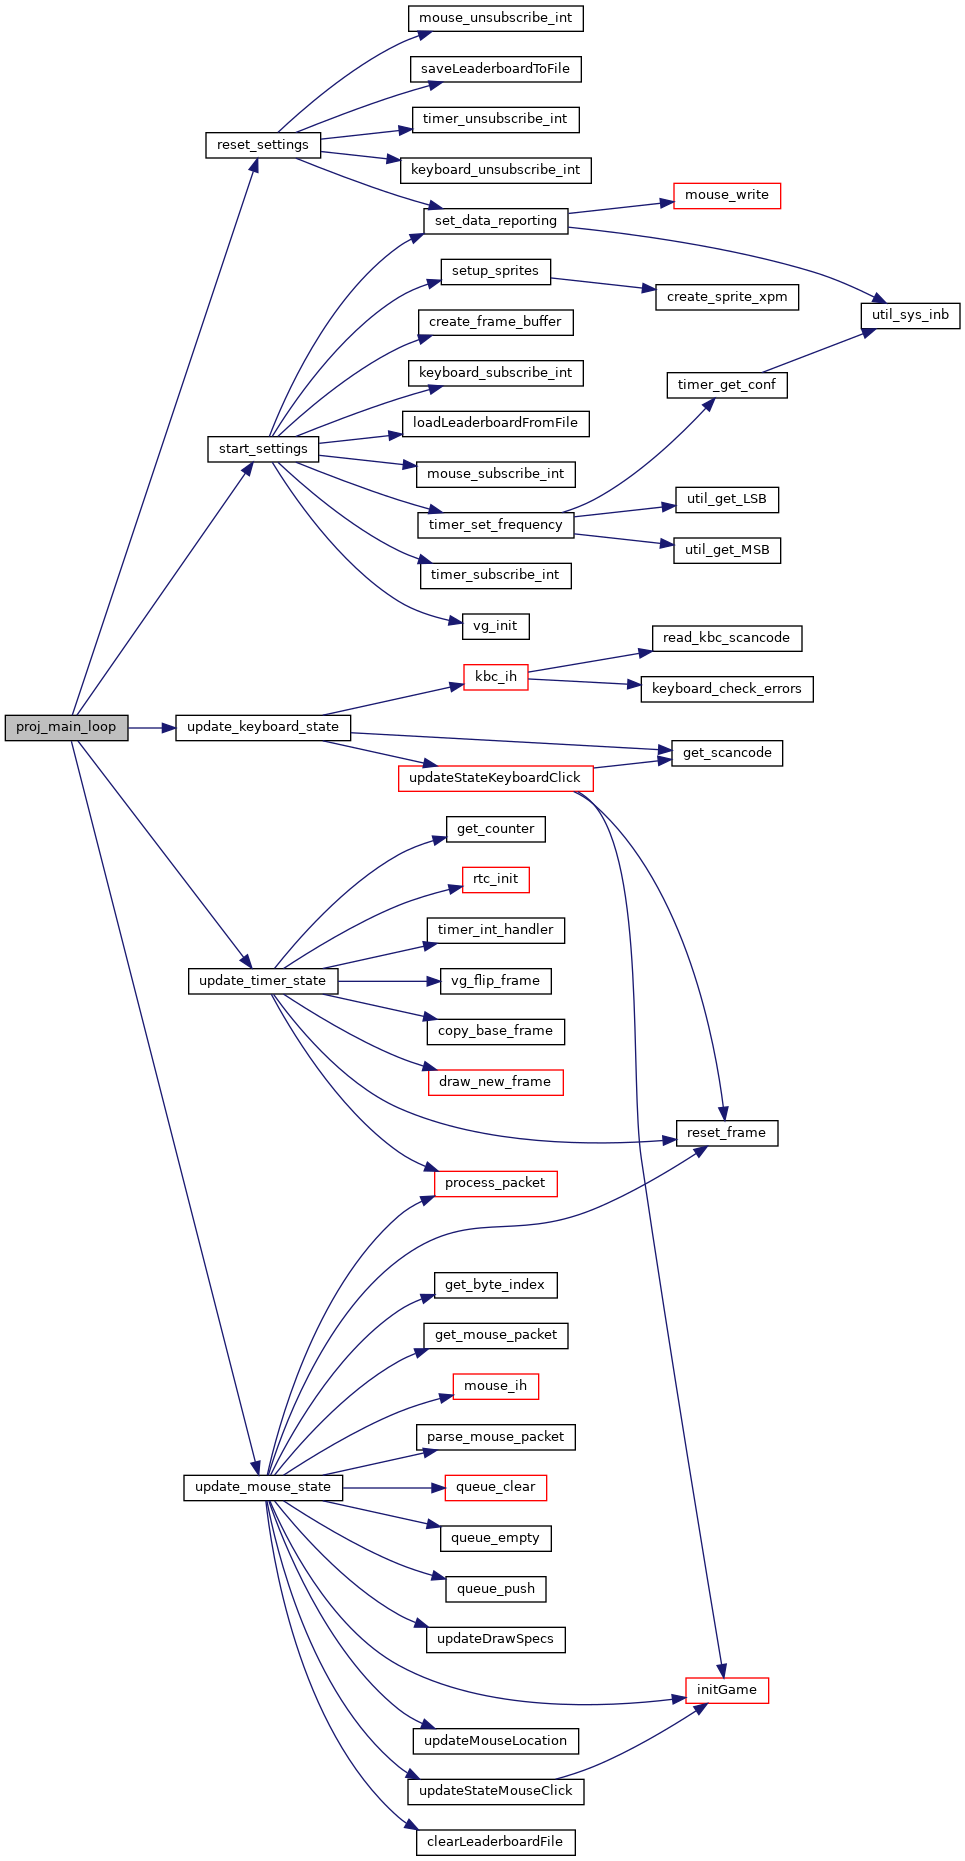 mouse_unsubscribe_int
saveLeaderboardToFile
timer_unsubscribe_int
reset_settings
keyboard_unsubscribe_int
mouse_write
set_data_reporting
setup_sprites
create_sprite_xpm
util_sys_inb
create_frame_buffer
keyboard_subscribe_int
timer_get_conf
loadLeaderboardFromFile
start_settings
mouse_subscribe_int
util_get_LSB
timer_set_frequency
util_get_MSB
timer_subscribe_int
vg_init
read_kbc_scancode
kbc_ih
keyboard_check_errors
proj_main_loop
update_keyboard_state
get_scancode
updateStateKeyboardClick
get_counter
rtc_init
timer_int_handler
update_timer_state
vg_flip_frame
copy_base_frame
draw_new_frame
reset_frame
process_packet
get_byte_index
get_mouse_packet
mouse_ih
parse_mouse_packet
update_mouse_state
queue_clear
queue_empty
queue_push
updateDrawSpecs
initGame
updateMouseLocation
updateStateMouseClick
clearLeaderboardFile